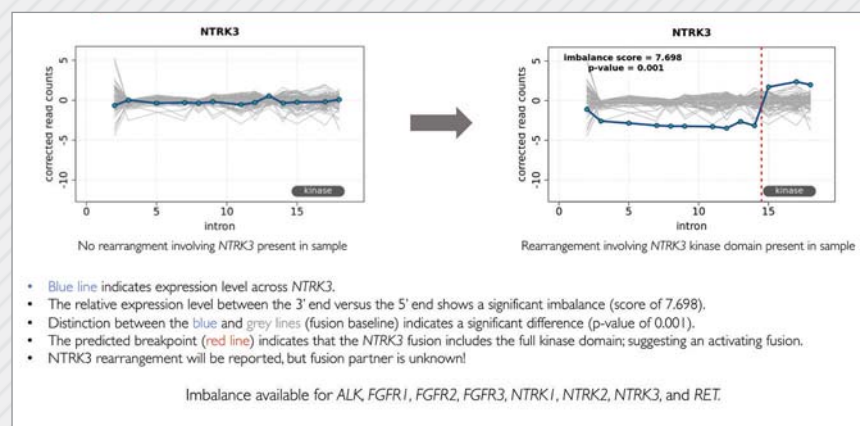 NTRK3
corrected read counts
5
0
-5
-10
kinase
0
5
10
15
intron
No rearrangment involving NTRK3 present in sample
NTRK3
imbalance score = 7.698
p-value = 0.001
corrected read counts
5
0
-5
-10
kinase
0
5
10
15
intron
Rearrangement involving NTRK3 kinase domain present in sample
• Blue line indicates expression level across NTRK3.
• The relative expression level between the 3' end versus the 5' end shows a significant imbalance (score of 7.698).
• Distinction between the blue and grey lines (fusion baseline) indicates a significant difference (p-value of 0.001).
• The predicted breakpoint (red line) indicates that the NTRK3 fusion includes the full kinase domain; suggesting an activating fusion.
• NTRK3 rearrangement will be reported, but fusion partner is unknown!
Imbalance available for ALK, FGFR1, FGFR2, FGFR3, NTRK1, NTRK2, NTRK3, and RET.